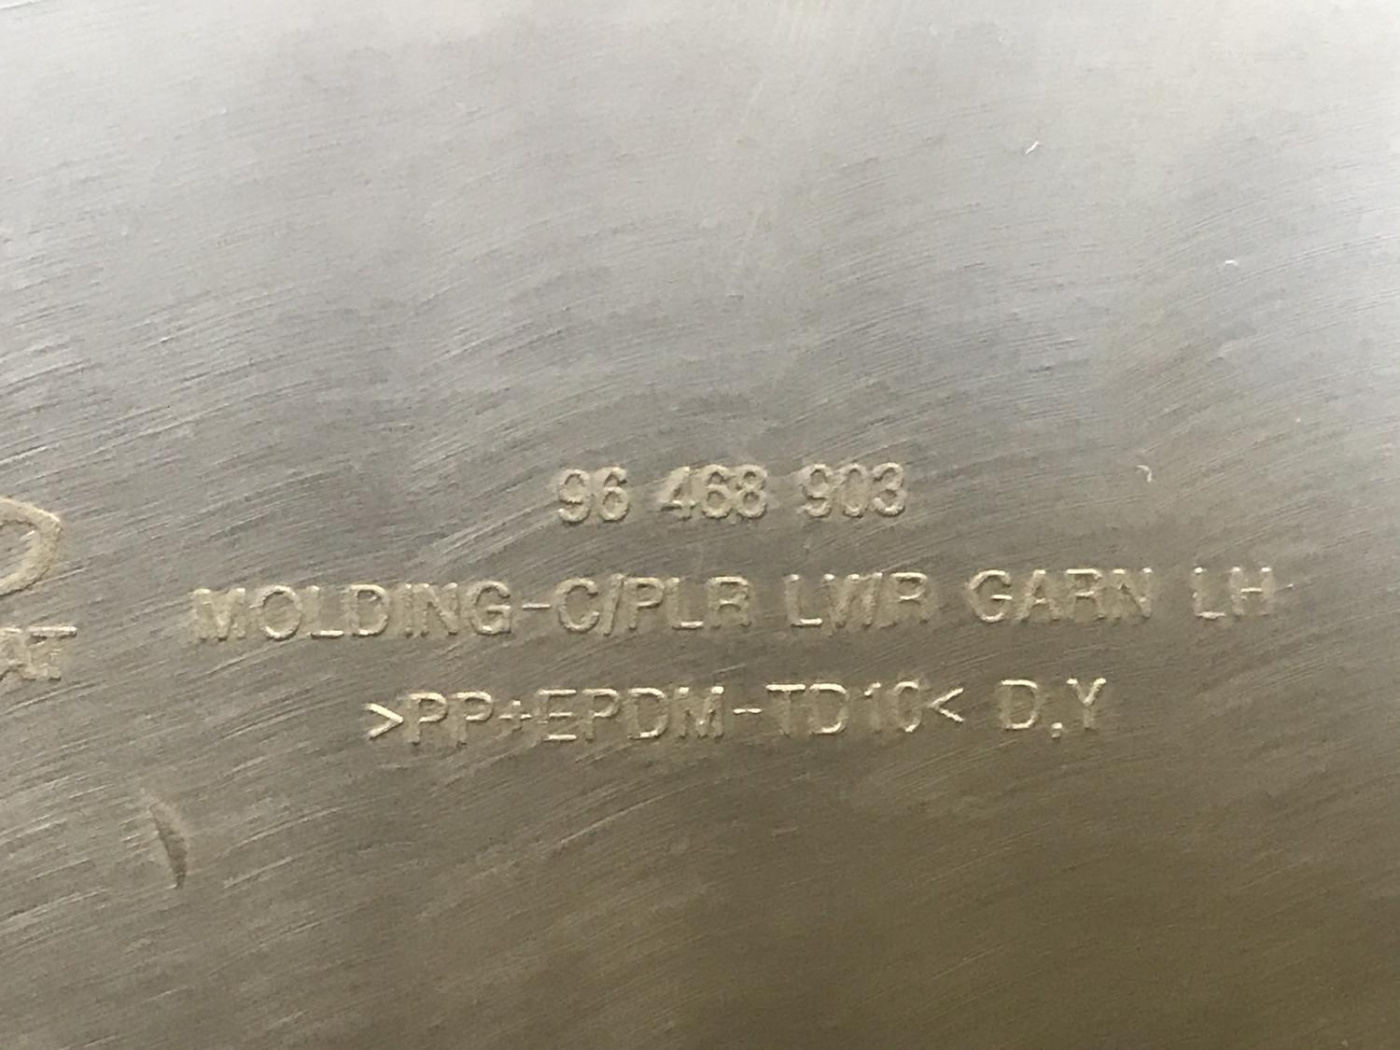 96 468 903
MOLDING-C/PLR LWR GARN LH
>PP+EPDM-TD10< D.Y